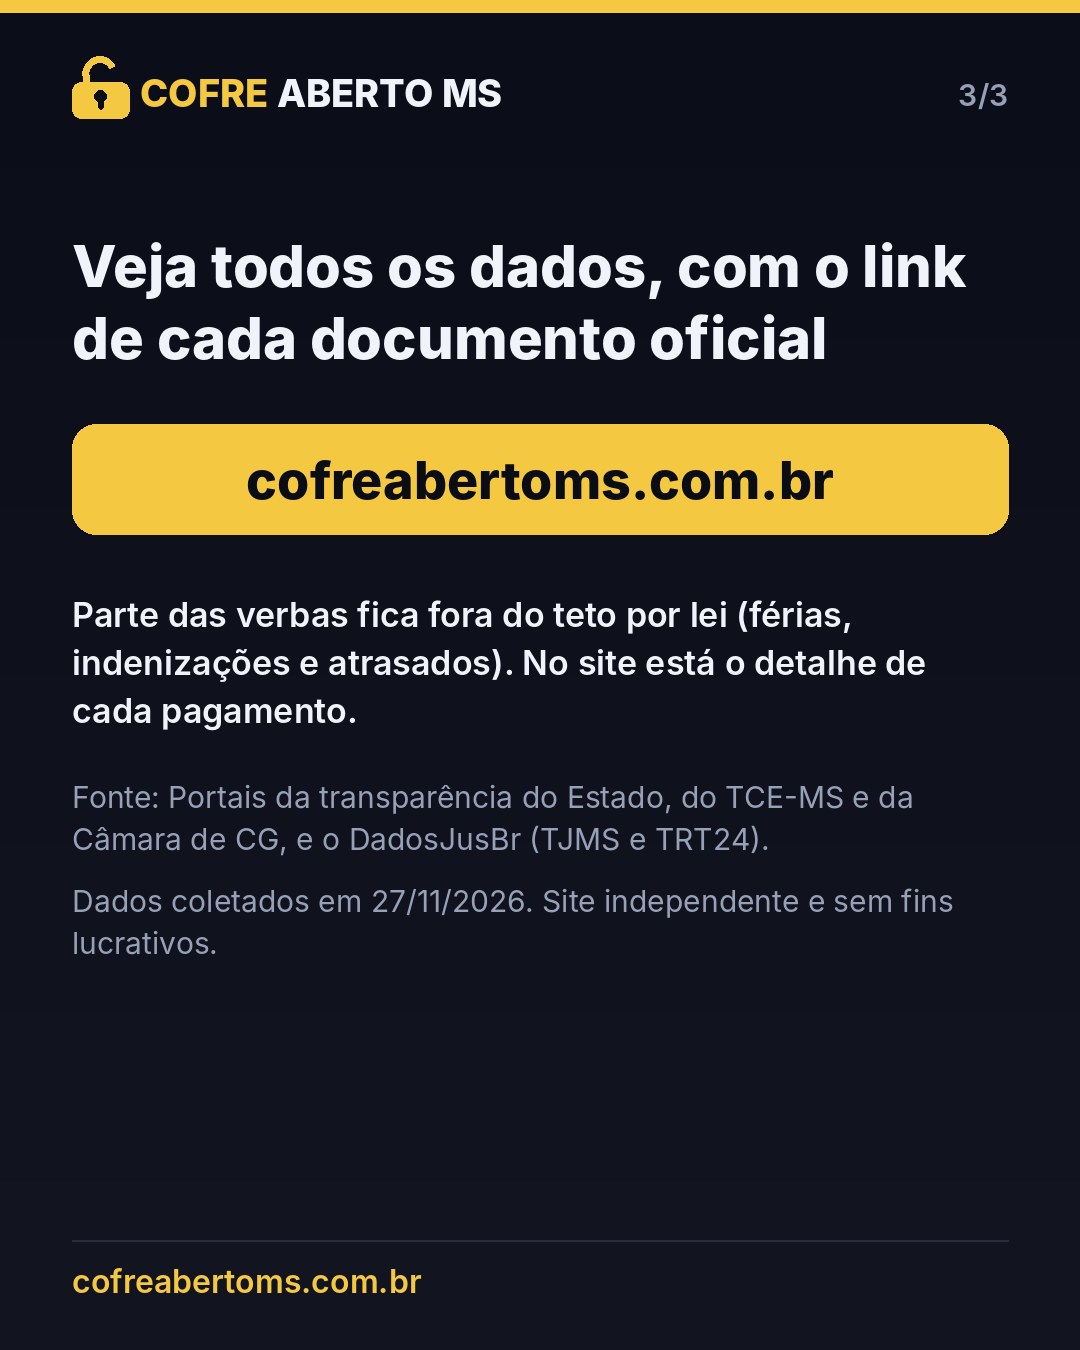 COFRE ABERTO MS
3/3
Veja todos os dados, com o link
de cada documento oficial
cofreabertoms.com.br
Parte das verbas fica fora do teto por lei (férias,
indenizações e atrasados). No site está o detalhe de
cada pagamento.
Fonte: Portais da transparência do Estado, do TCE-MS e da
Câmara de CG, e o DadosJusBr (TJMS e TRT24).
Dados coletados em 27/11/2026. Site independente e sem fins
lucrativos.
cofreabertoms.com.br